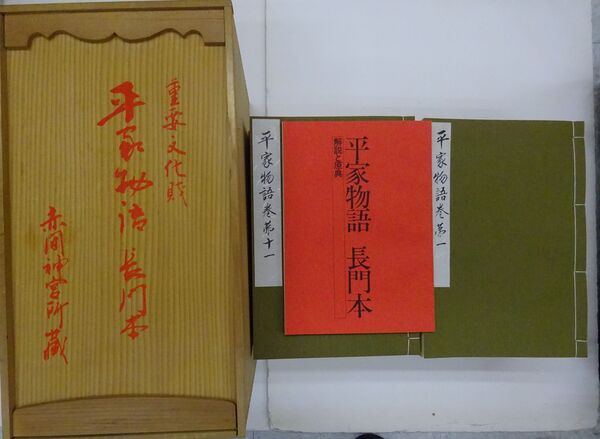 重要文化財
平家物語 長門本
赤間神宮所蔵
平家物語巻第十一
平家物語 長門本
解説と原典
平家物語巻第一